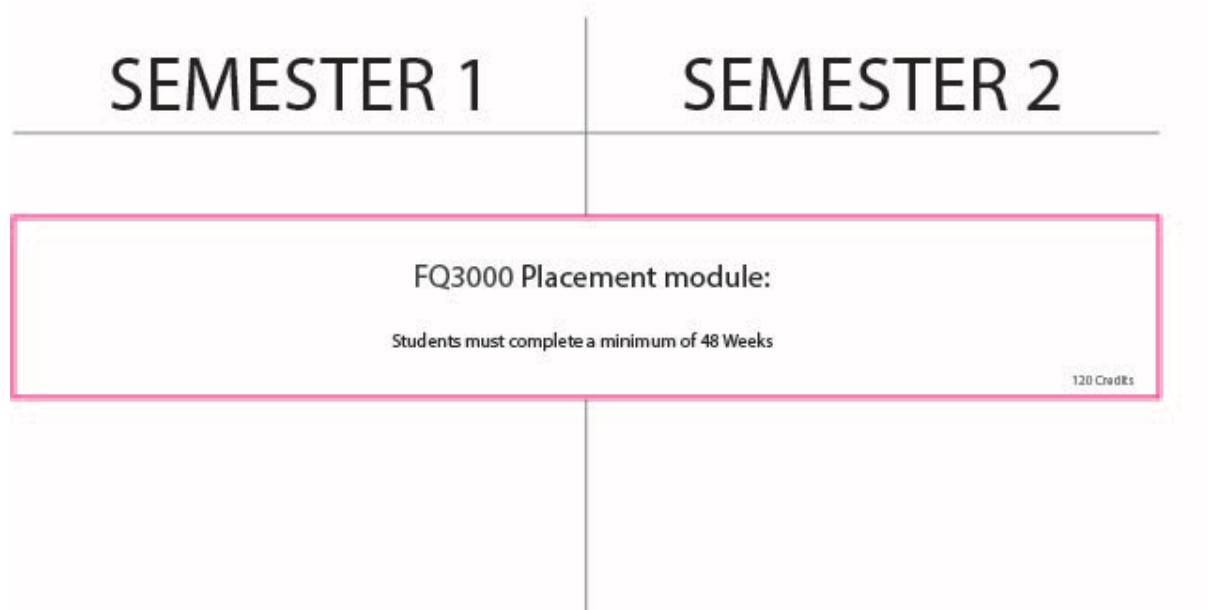 SEMESTER 1
SEMESTER 2
FQ3000 Placement module:
Students must complete a minimum of 48 Weeks
120 Credits